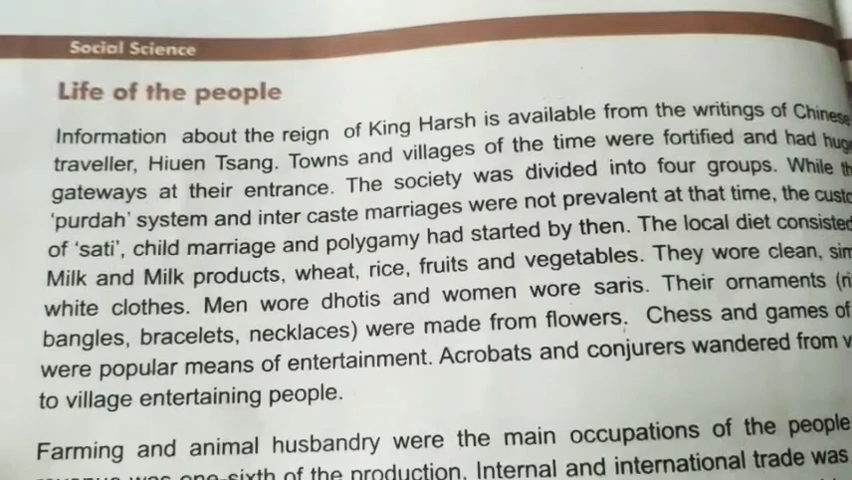 Social Science
Life of the people
Information about the reign of King Harsh is available from the writings of Chinese
traveller, Hiuen Tsang. Towns and villages of the time were fortified and had
gateways at their entrance. The society was divided into four groups. While
'purdah' system and inter caste marriages were not prevalent at that time, the
of 'sati', child marriage and polygamy had started by then. The local diet consisted
Milk and Milk products, wheat, rice, fruits and vegetables. They wore clean,
white clothes. Men wore dhotis and women wore saris. Their ornaments
bangles, bracelets, necklaces) were made from flowers. Chess and games of
were popular means of entertainment. Acrobats and conjurers wandered from
to village entertaining people.
Farming and animal husbandry were the main occupations of the people
was one-sixth of the production. Internal and international trade was